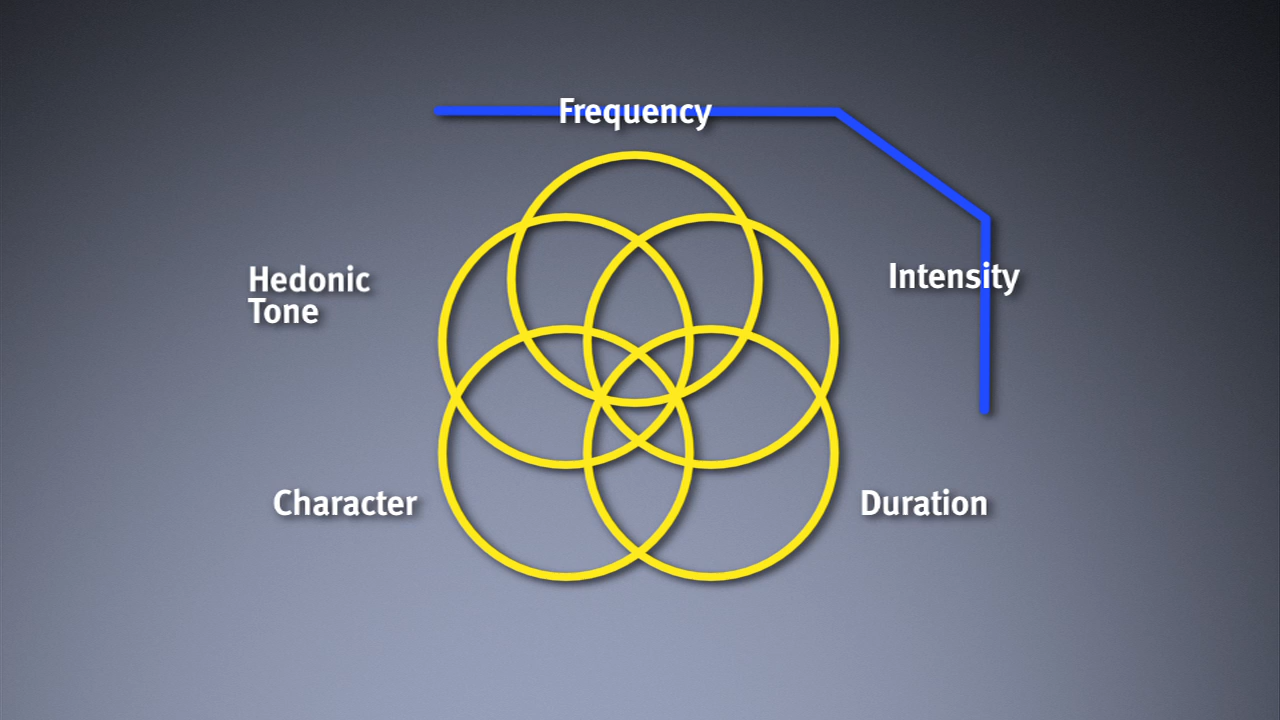 Frequency
Intensity
Hedonic
Tone
Character
Duration